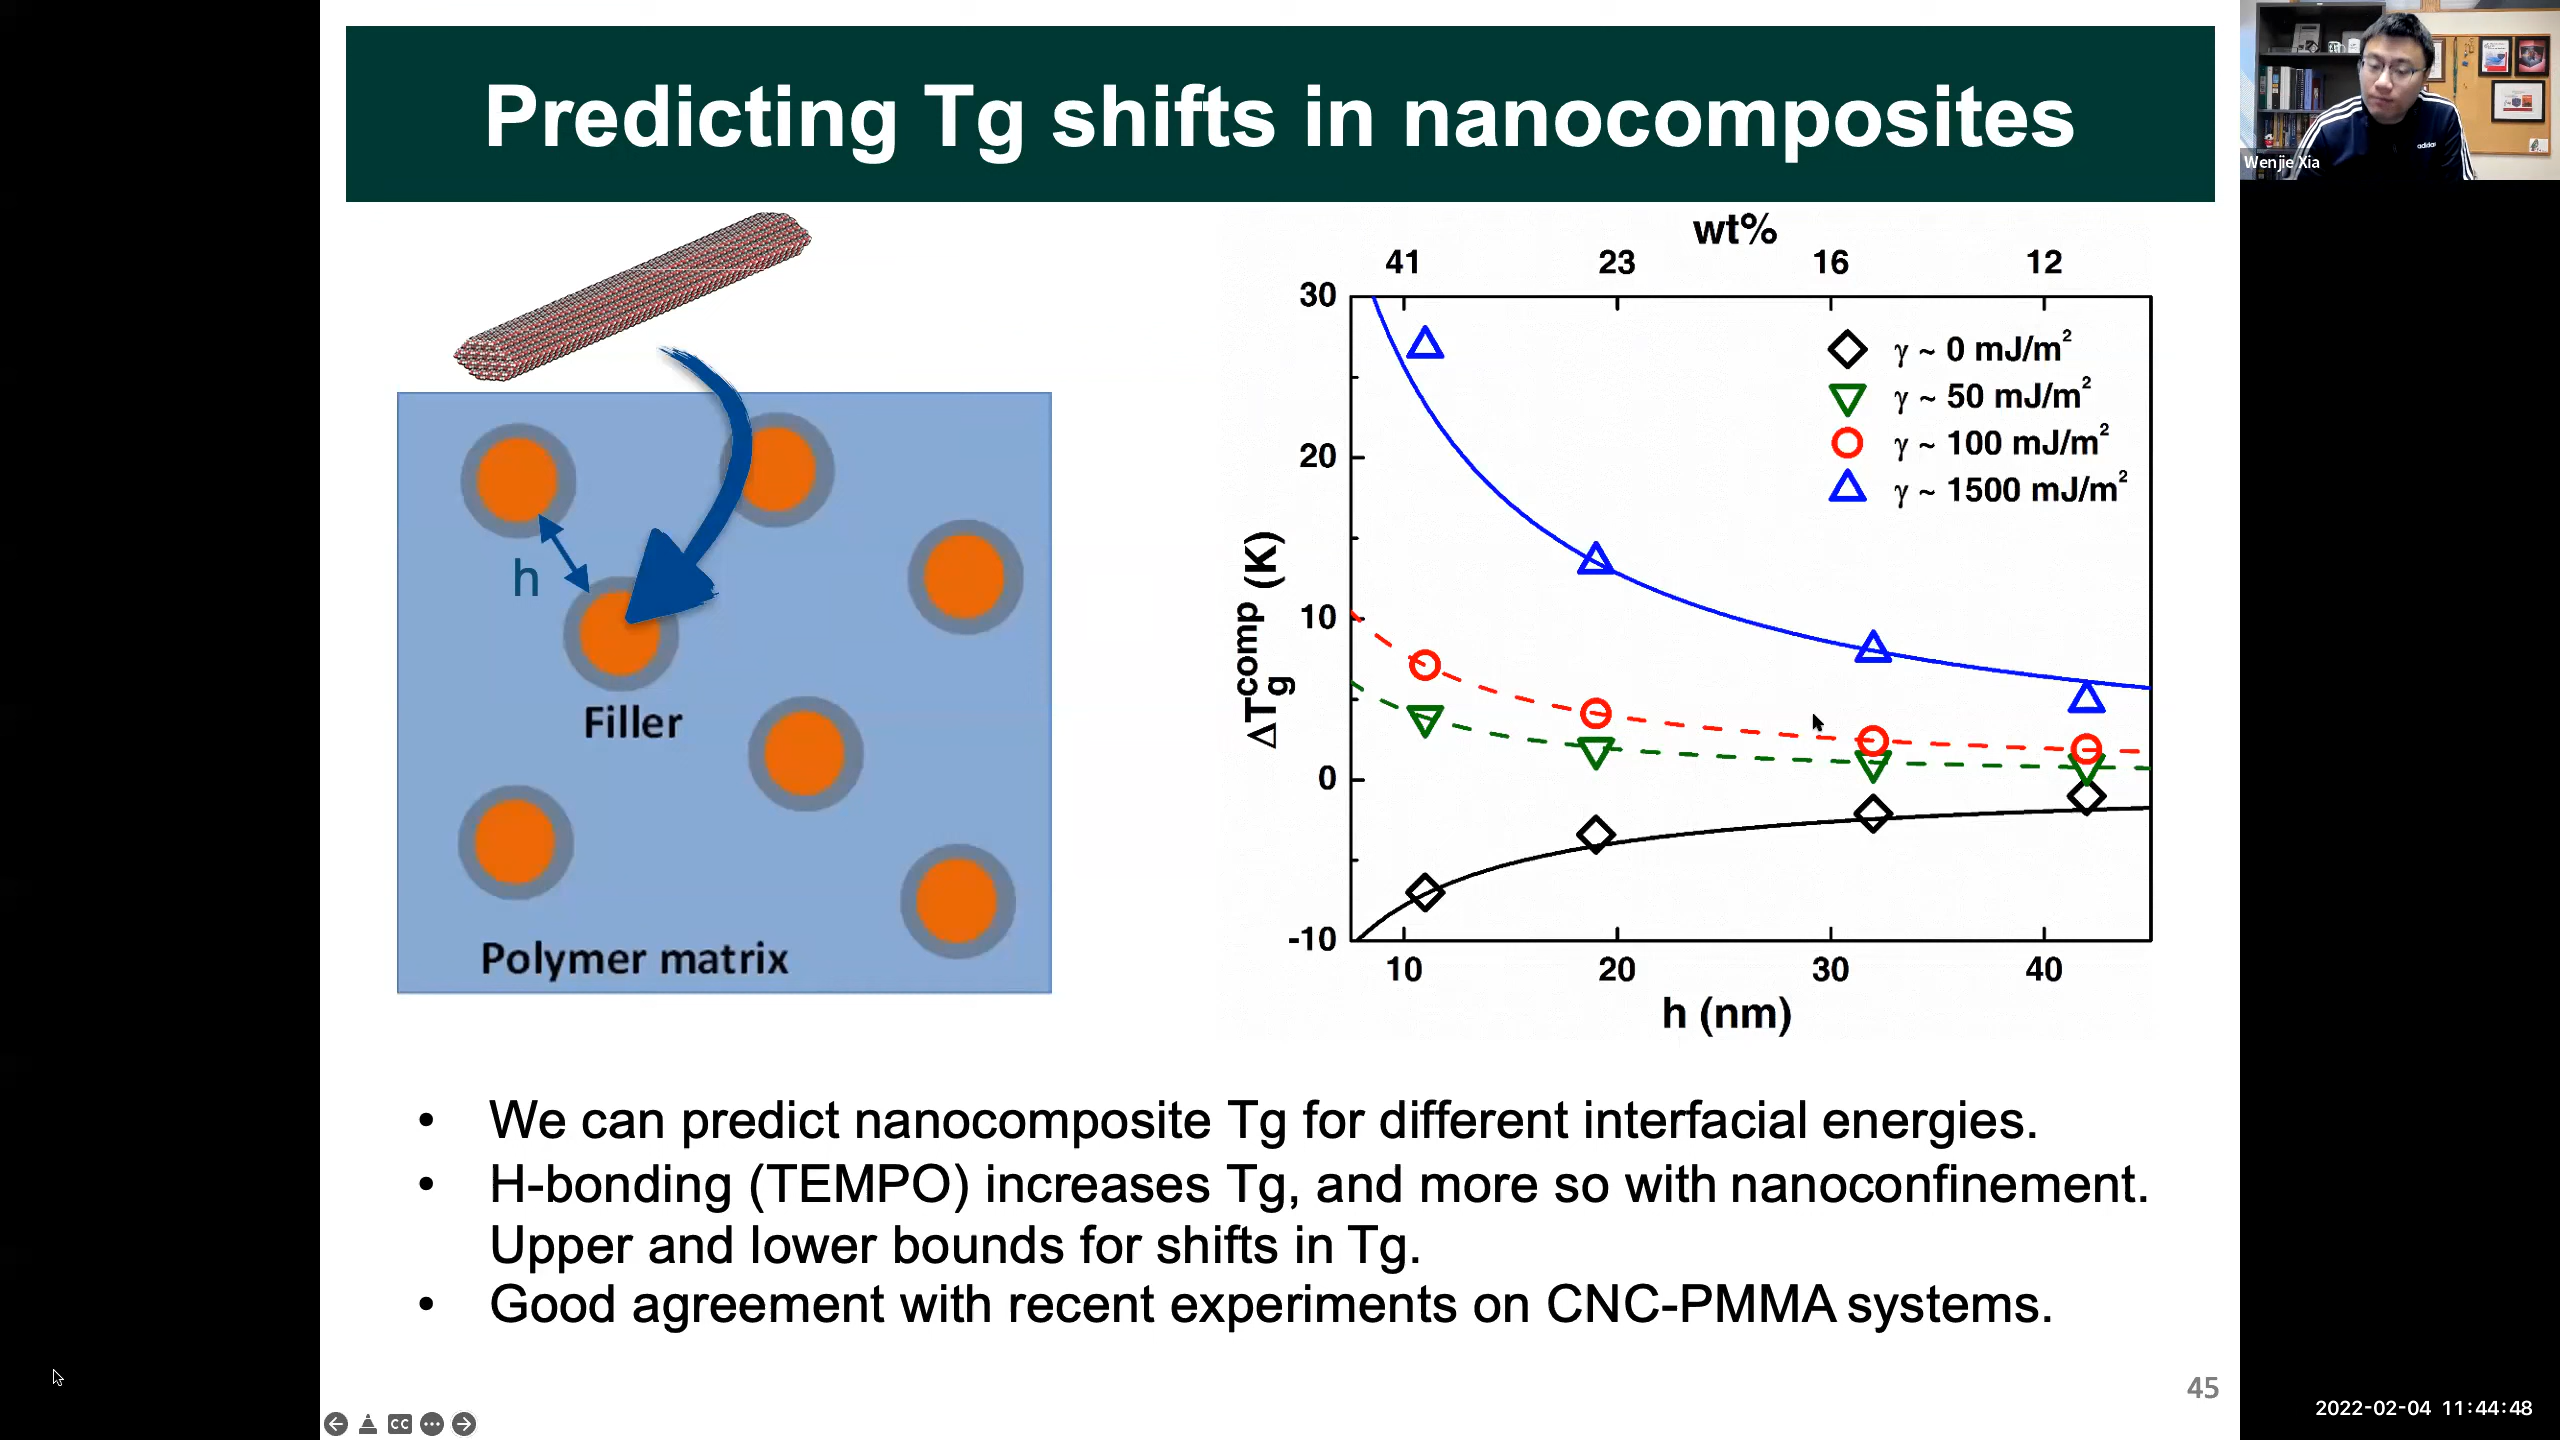 Predicting Tg shifts in nanocomposites
Wenjie Xia
adidas
h
Filler
Polymer matrix
wt%
41 23 16 12
30
20
10
0
-10
ΔTg^comp (K)
γ ~ 0 mJ/m²
γ ~ 50 mJ/m²
γ ~ 100 mJ/m²
γ ~ 1500 mJ/m²
10 20 30 40
h (nm)
• We can predict nanocomposite Tg for different interfacial energies.
• H-bonding (TEMPO) increases Tg, and more so with nanoconfinement.
Upper and lower bounds for shifts in Tg.
• Good agreement with recent experiments on CNC-PMMA systems.
45
CC
2022-02-04 11:44:48